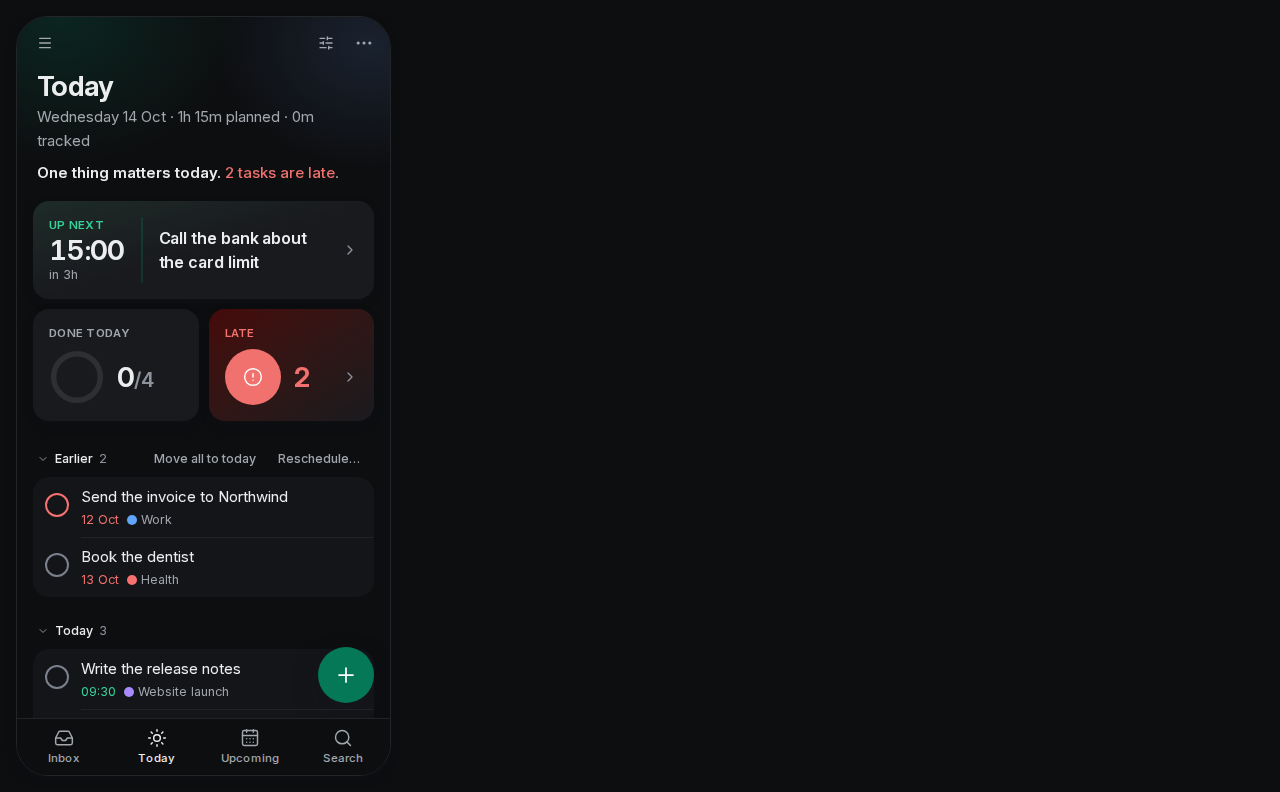 Today
Wednesday 14 Oct · 1h 15m planned · 0m
tracked
One thing matters today. 2 tasks are late.
UP NEXT
15:00
in 3h
Call the bank about
the card limit
DONE TODAY
0/4
LATE
2
Earlier 2 Move all to today Reschedule…
Send the invoice to Northwind
12 Oct Work
Book the dentist
13 Oct Health
Today 3
Write the release notes
09:30 Website launch
Inbox Today Upcoming Search